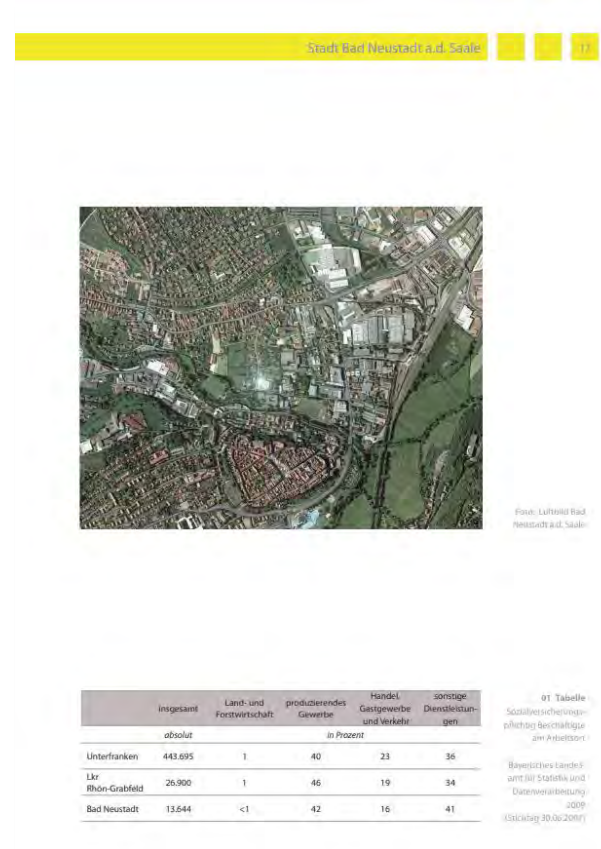 Stadt Bad Neustadt a.d. Saale
Foto: Luftbild Bad
Neustadt a.d. Saale
insgesamt
Land- und
Forstwirtschaft
produzierendes
Gewerbe
Handel,
Gastgewerbe
und Verkehr
sonstige
Dienstleistun-
gen
absolut in Prozent
Unterfranken 443.695 1 40 23 36
Lkr
Rhön-Grabfeld 26.900 1 46 19 34
Bad Neustadt 13.644 <1 42 16 41
01 Tabelle
Sozialversicherungs-
pflichtig Beschäftigte
am Arbeitsort
Bayerisches Landes-
amt für Statistik und
Datenverarbeitung
2009
(Stichtag 30.06.2007)